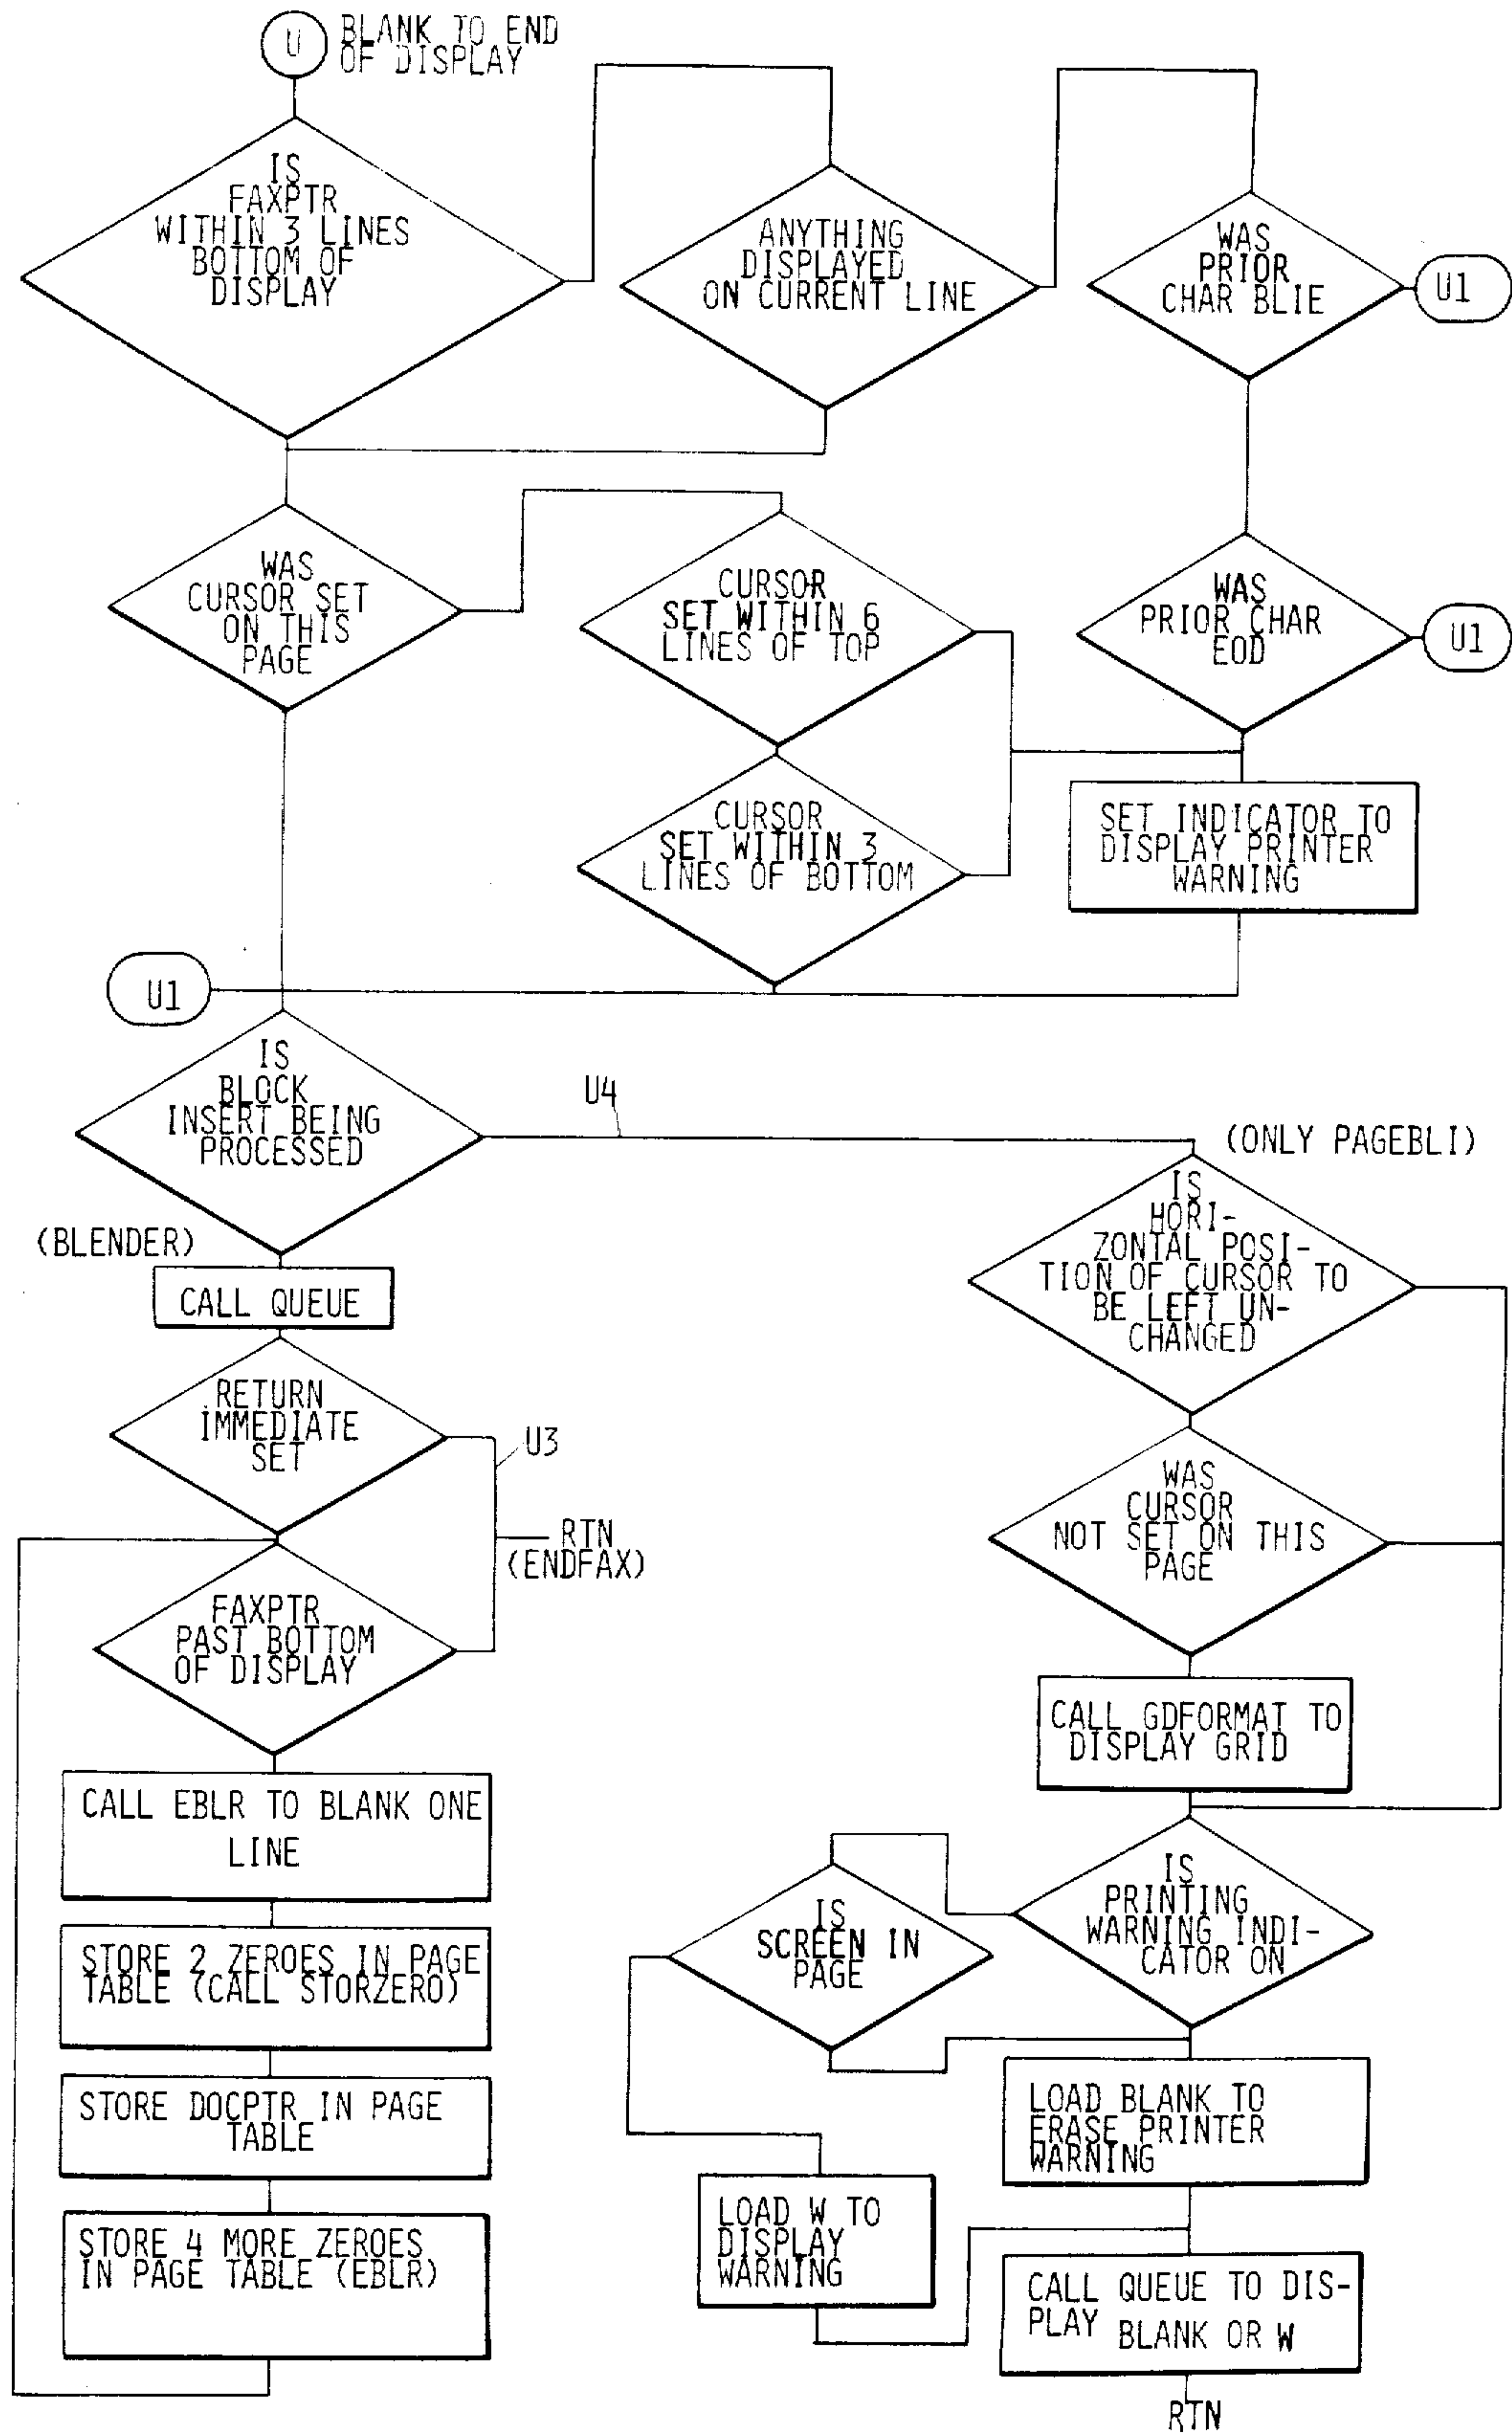 U
BLANK TO END
OF DISPLAY
IS
FAXPTR
WITHIN 3 LINES
BOTTOM OF
DISPLAY
ANYTHING
DISPLAYED
ON CURRENT LINE
WAS
PRIOR
CHAR BLIE
U1
WAS
CURSOR SET
ON THIS
PAGE
CURSOR
SET WITHIN 6
LINES OF TOP
WAS
PRIOR CHAR
EOD
U1
CURSOR
SET WITHIN 3
LINES OF BOTTOM
SET INDICATOR TO
DISPLAY PRINTER
WARNING
U1
IS
BLOCK
INSERT BEING
PROCESSED
U4
(ONLY PAGEBLI)
IS
HORI-
ZONTAL POSI-
TION OF CURSOR TO
BE LEFT UN-
CHANGED
(BLENDER)
CALL QUEUE
RETURN
IMMEDIATE
SET
U3
RTN
(ENDFAX)
WAS
CURSOR
NOT SET ON THIS
PAGE
FAXPTR
PAST BOTTOM
OF DISPLAY
CALL GDFORMAT TO
DISPLAY GRID
CALL EBLR TO BLANK ONE
LINE
IS
PRINTING
WARNING INDI-
CATOR ON
IS
SCREEN IN
PAGE
STORE 2 ZEROES IN PAGE
TABLE (CALL STORZERO)
STORE DOCPTR IN PAGE
TABLE
LOAD BLANK TO
ERASE PRINTER
WARNING
STORE 4 MORE ZEROES
IN PAGE TABLE (EBLR)
LOAD W TO
DISPLAY
WARNING
CALL QUEUE TO DIS-
PLAY BLANK OR W
RTN